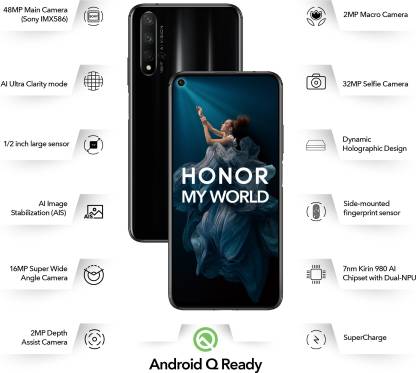 48MP Main Camera
(Sony IMX586)
AI Ultra Clarity mode
1/2 inch large sensor
AI Image
Stabilization (AIS)
AIS
16MP Super Wide
Angle Camera
2MP Depth
Assist Camera
HONOR
MY WORLD
2MP Macro Camera
32MP Selfie Camera
Dynamic
Holographic Design
Side-mounted
fingerprint sensor
7nm Kirin 980 AI
Chipset with Dual-NPU
SuperCharge
Android Q Ready